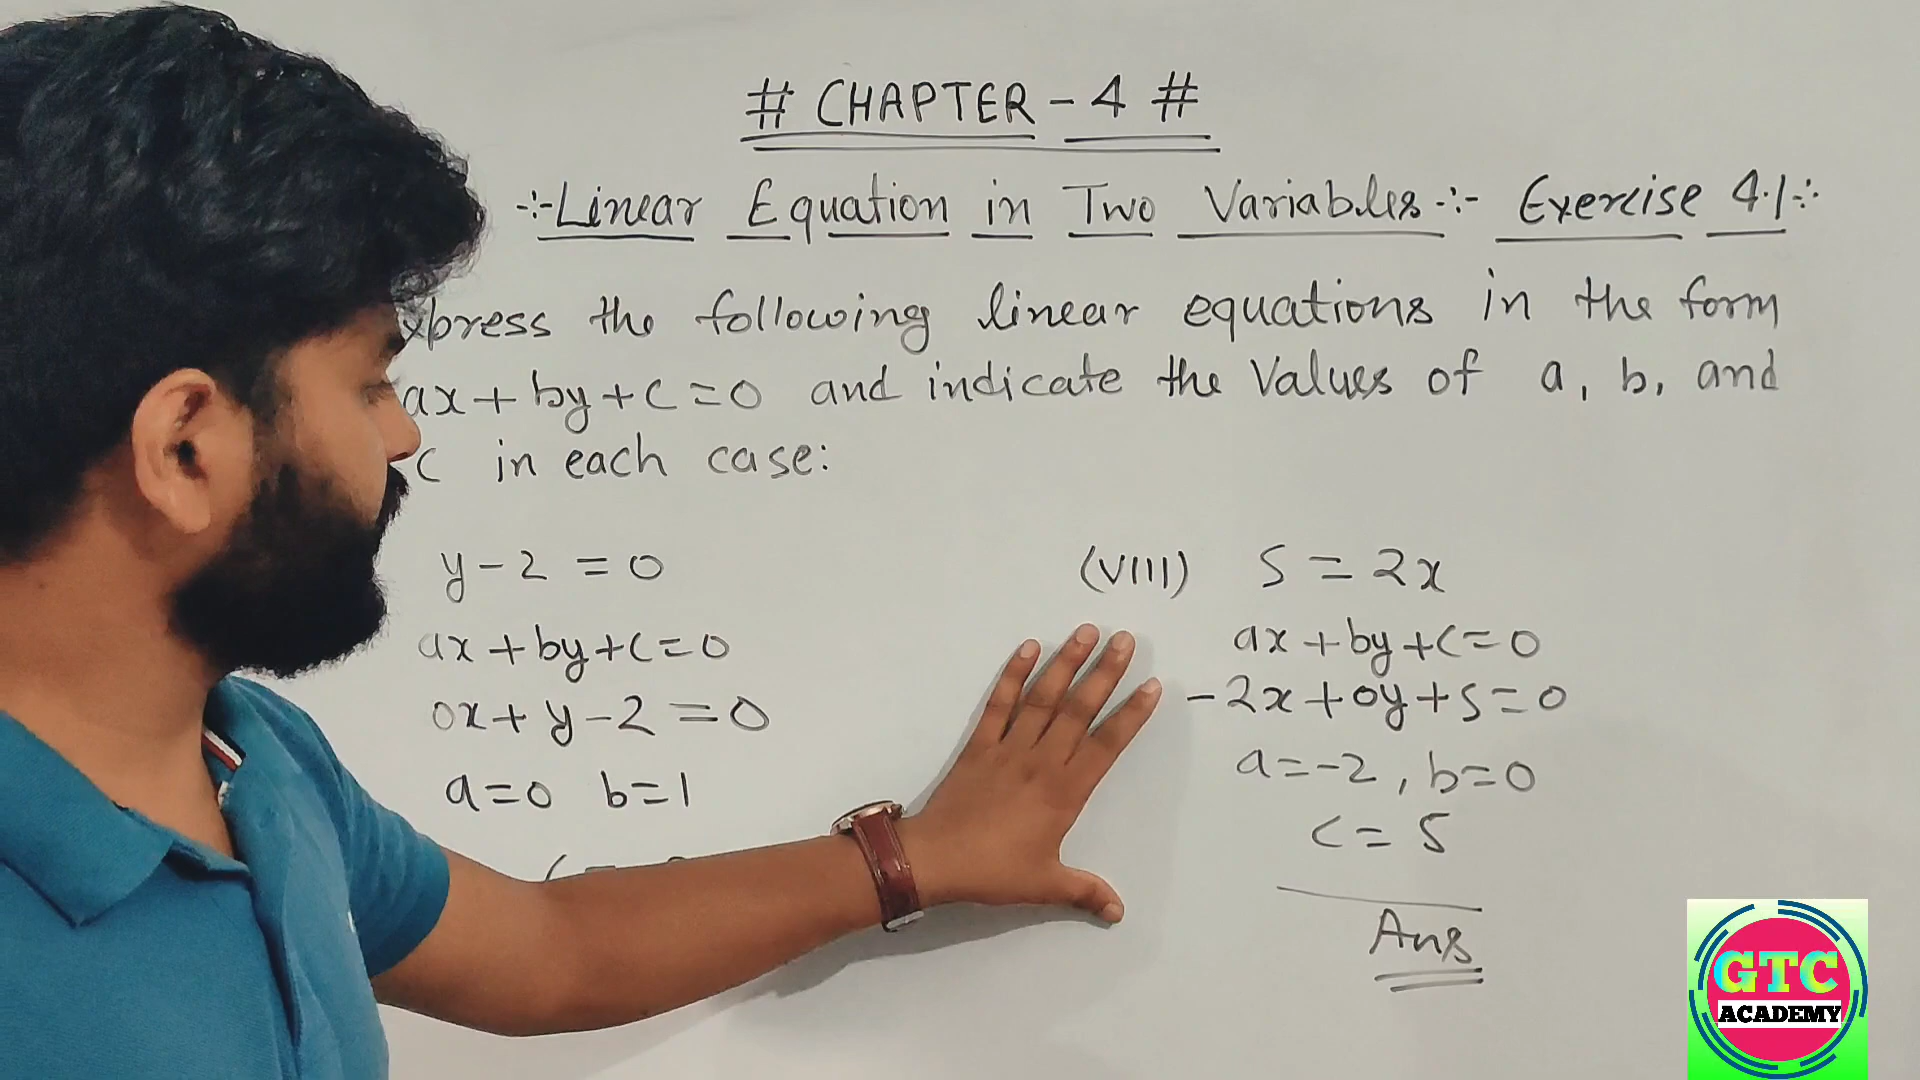 # CHAPTER - 4 #
∴ Linear Equation in Two Variables ∴ Exercise 4.1 ∴
xpress the following linear equations in the form
ax + by + c = 0 and indicate the Values of a, b, and
c in each case:
y - 2 = 0
ax + by + c = 0
0x + y - 2 = 0
a = 0 b = 1
(VIII) 5 = 2x
ax + by + c = 0
-2x + 0y + 5 = 0
a = -2, b = 0
c = 5
Ans
GTC
ACADEMY